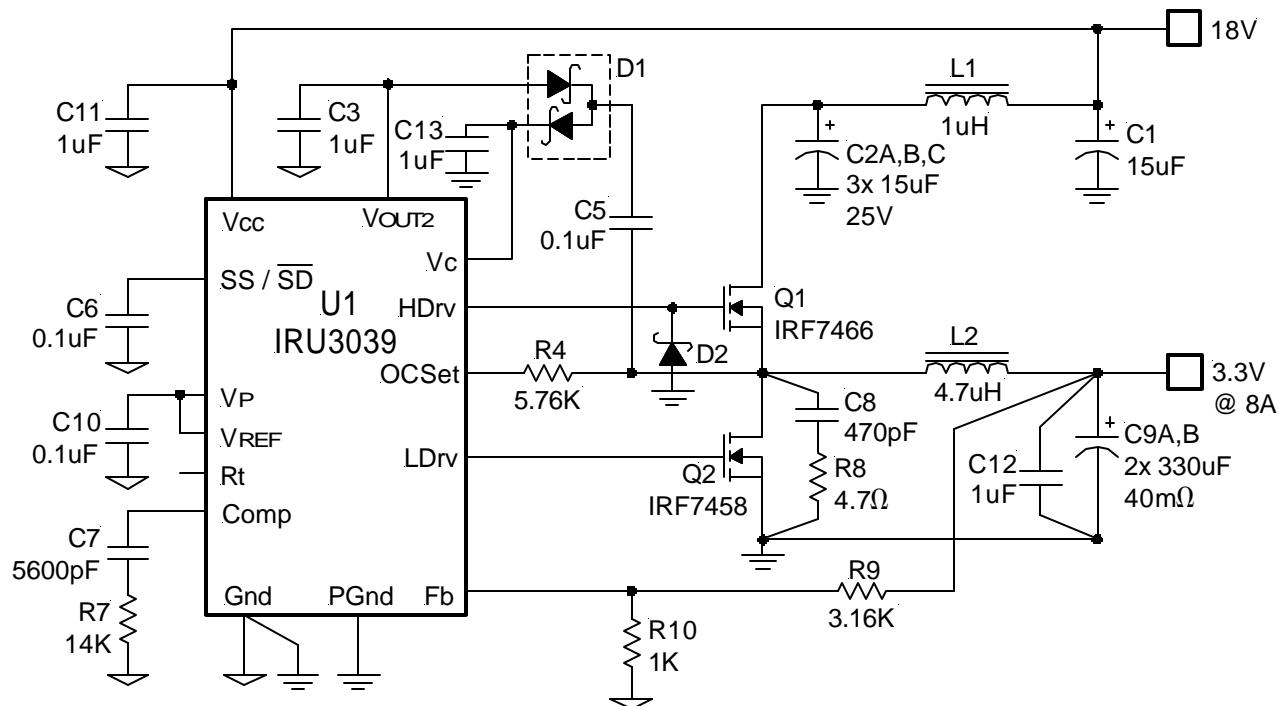 18V
C11
1uF
C3
1uF
C13
1uF
D1
L1
1uH
C1
15uF
C2A,B,C
3x 15uF
25V
C5
0.1uF
Vcc
VOUT2
Vc
SS / SD
U1
IRU3039
HDrv
OCSet
C6
0.1uF
Q1
IRF7466
D2
R4
5.76K
L2
4.7uH
3.3V
@ 8A
C10
0.1uF
VP
VREF
Rt
Comp
LDrv
Q2
IRF7458
C8
470pF
R8
4.7Ω
C12
1uF
C9A,B
2x 330uF
40mΩ
C7
5600pF
R7
14K
Gnd
PGnd
Fb
R9
3.16K
R10
1K